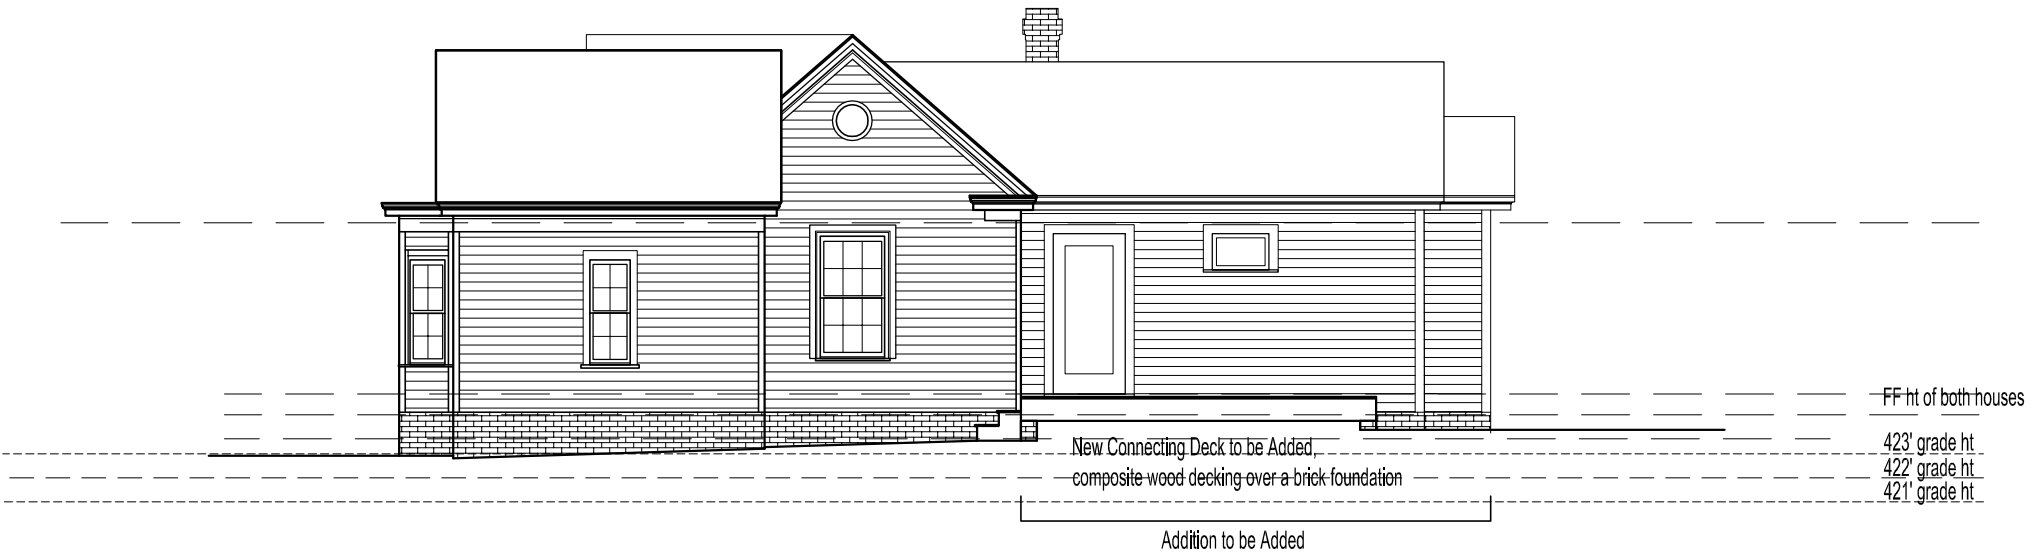 FF ht of both houses
423' grade ht
New Connecting Deck to be Added,
422' grade ht
composite wood decking over a brick foundation
421' grade ht
Addition to be Added